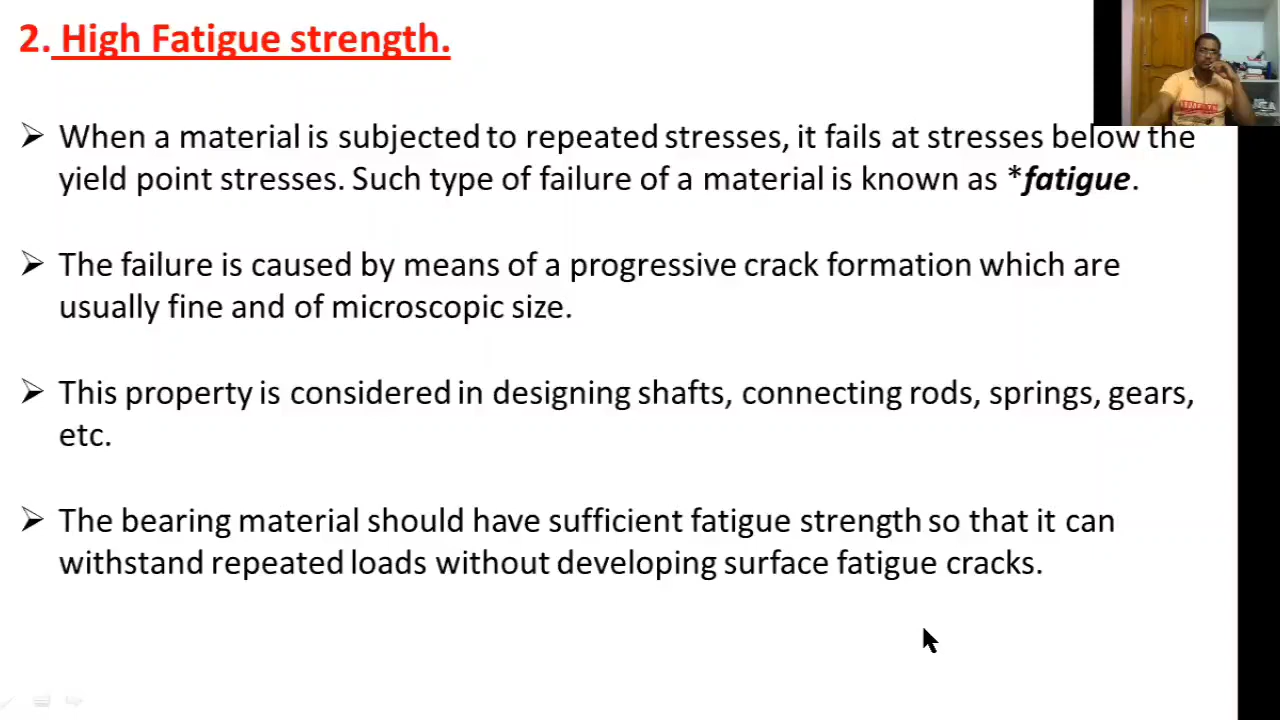 2. High Fatigue strength.
➢ When a material is subjected to repeated stresses, it fails at stresses below the
yield point stresses. Such type of failure of a material is known as *fatigue.
➢ The failure is caused by means of a progressive crack formation which are
usually fine and of microscopic size.
➢ This property is considered in designing shafts, connecting rods, springs, gears,
etc.
➢ The bearing material should have sufficient fatigue strength so that it can
withstand repeated loads without developing surface fatigue cracks.